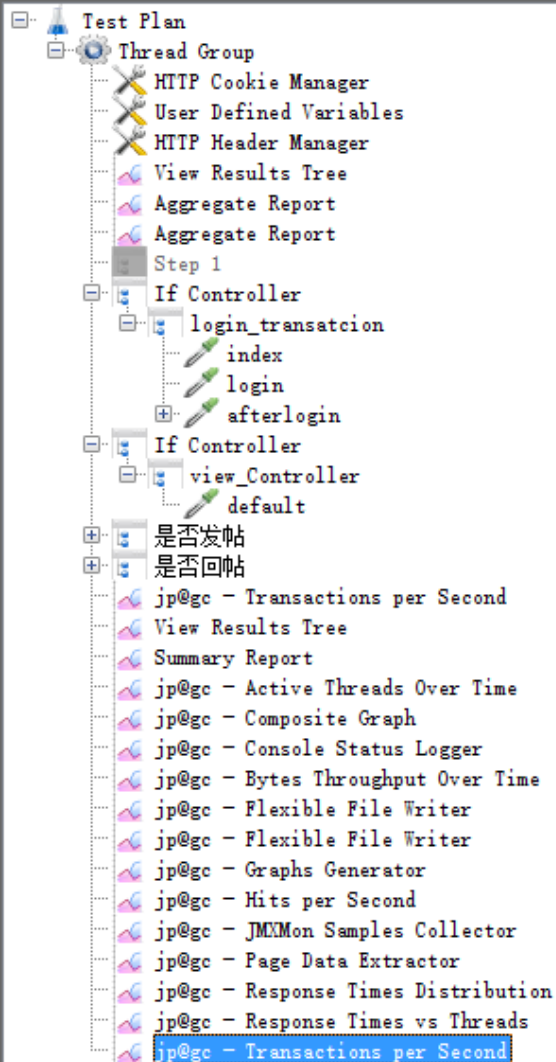 Test Plan
Thread Group
HTTP Cookie Manager
User Defined Variables
HTTP Header Manager
View Results Tree
Aggregate Report
Aggregate Report
Step 1
If Controller
login_transatcion
index
login
afterlogin
If Controller
view_Controller
default
是否发帖
是否回帖
jp@gc - Transactions per Second
View Results Tree
Summary Report
jp@gc - Active Threads Over Time
jp@gc - Composite Graph
jp@gc - Console Status Logger
jp@gc - Bytes Throughput Over Time
jp@gc - Flexible File Writer
jp@gc - Flexible File Writer
jp@gc - Graphs Generator
jp@gc - Hits per Second
jp@gc - JMXMon Samples Collector
jp@gc - Page Data Extractor
jp@gc - Response Times Distribution
jp@gc - Response Times vs Threads
jp@gc - Transactions per Second